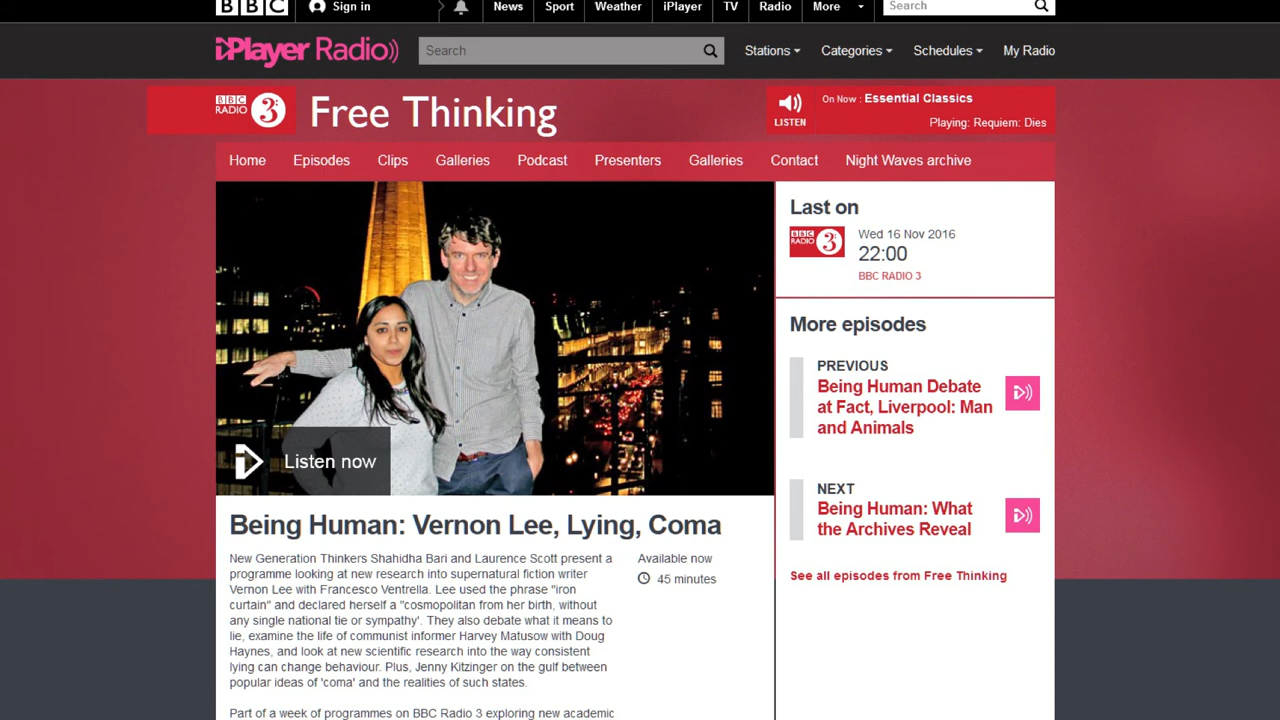 BBC Sign in News Sport Weather iPlayer TV Radio More Search
iPlayer Radio Search Stations Categories Schedules My Radio
BBC RADIO 3 Free Thinking
LISTEN
On Now : Essential Classics
Playing: Requiem: Dies
Home Episodes Clips Galleries Podcast Presenters Galleries Contact Night Waves archive
Listen now
Being Human: Vernon Lee, Lying, Coma
New Generation Thinkers Shahidha Bari and Laurence Scott present a
programme looking at new research into supernatural fiction writer
Vernon Lee with Francesco Ventrella. Lee used the phrase "iron
curtain" and declared herself a "cosmopolitan from her birth, without
any single national tie or sympathy'. They also debate what it means to
lie, examine the life of communist informer Harvey Matusow with Doug
Haynes, and look at new scientific research into the way consistent
lying can change behaviour. Plus, Jenny Kitzinger on the gulf between
popular ideas of 'coma' and the realities of such states.
Part of a week of programmes on BBC Radio 3 exploring new academic
Available now
45 minutes
Last on
BBC RADIO 3
Wed 16 Nov 2016
22:00
BBC RADIO 3
More episodes
PREVIOUS
Being Human Debate
at Fact, Liverpool: Man
and Animals
NEXT
Being Human: What
the Archives Reveal
See all episodes from Free Thinking